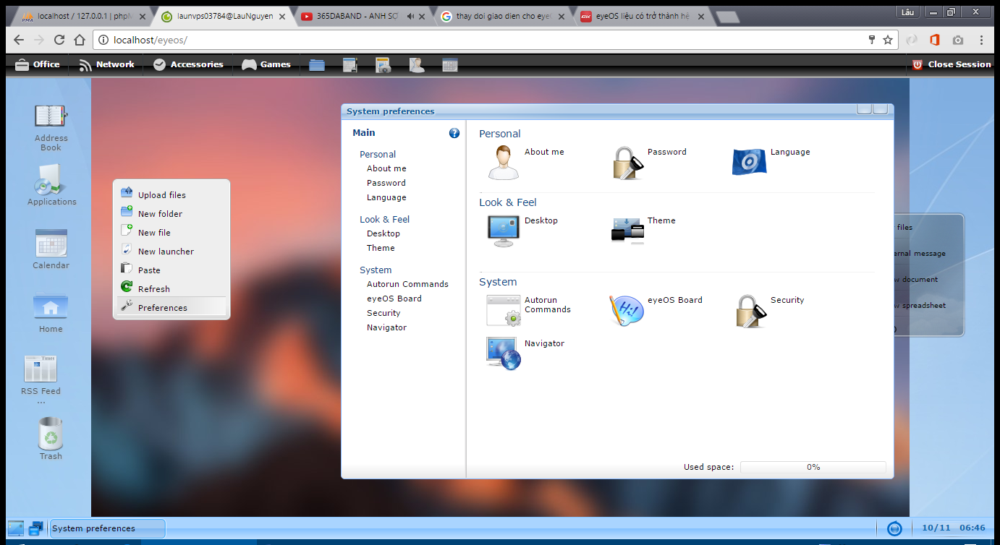 localhost / 127.0.0.1 | phpM
launvps03784@LauNguyen
365DABAND - ANH SƠ
thay doi giao dien cho eye
eyeOS liệu có trở thành hệ
Lâu
localhost/eyeos/
Office
Network
Accessories
Games
Close Session
Address
Book
Applications
Calendar
Home
RSS Feed
...
Trash
Upload files
New folder
New file
New launcher
Paste
Refresh
Preferences
System preferences
Main
Personal
About me
Password
Language
Look & Feel
Desktop
Theme
System
Autorun Commands
eyeOS Board
Security
Navigator
Personal
About me
Password
Language
Look & Feel
Desktop
Theme
System
Autorun
Commands
Hi!
eyeOS Board
Security
Navigator
Used space:
0%
files
ernal message
w document
w spreadsheet
System preferences
10/11 06:46